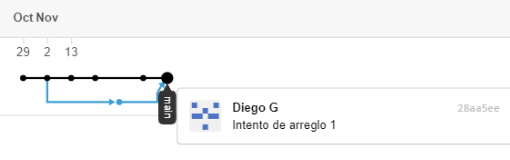 Oct Nov
29 2 13
main
Diego G 28aa5ee
Intento de arreglo 1